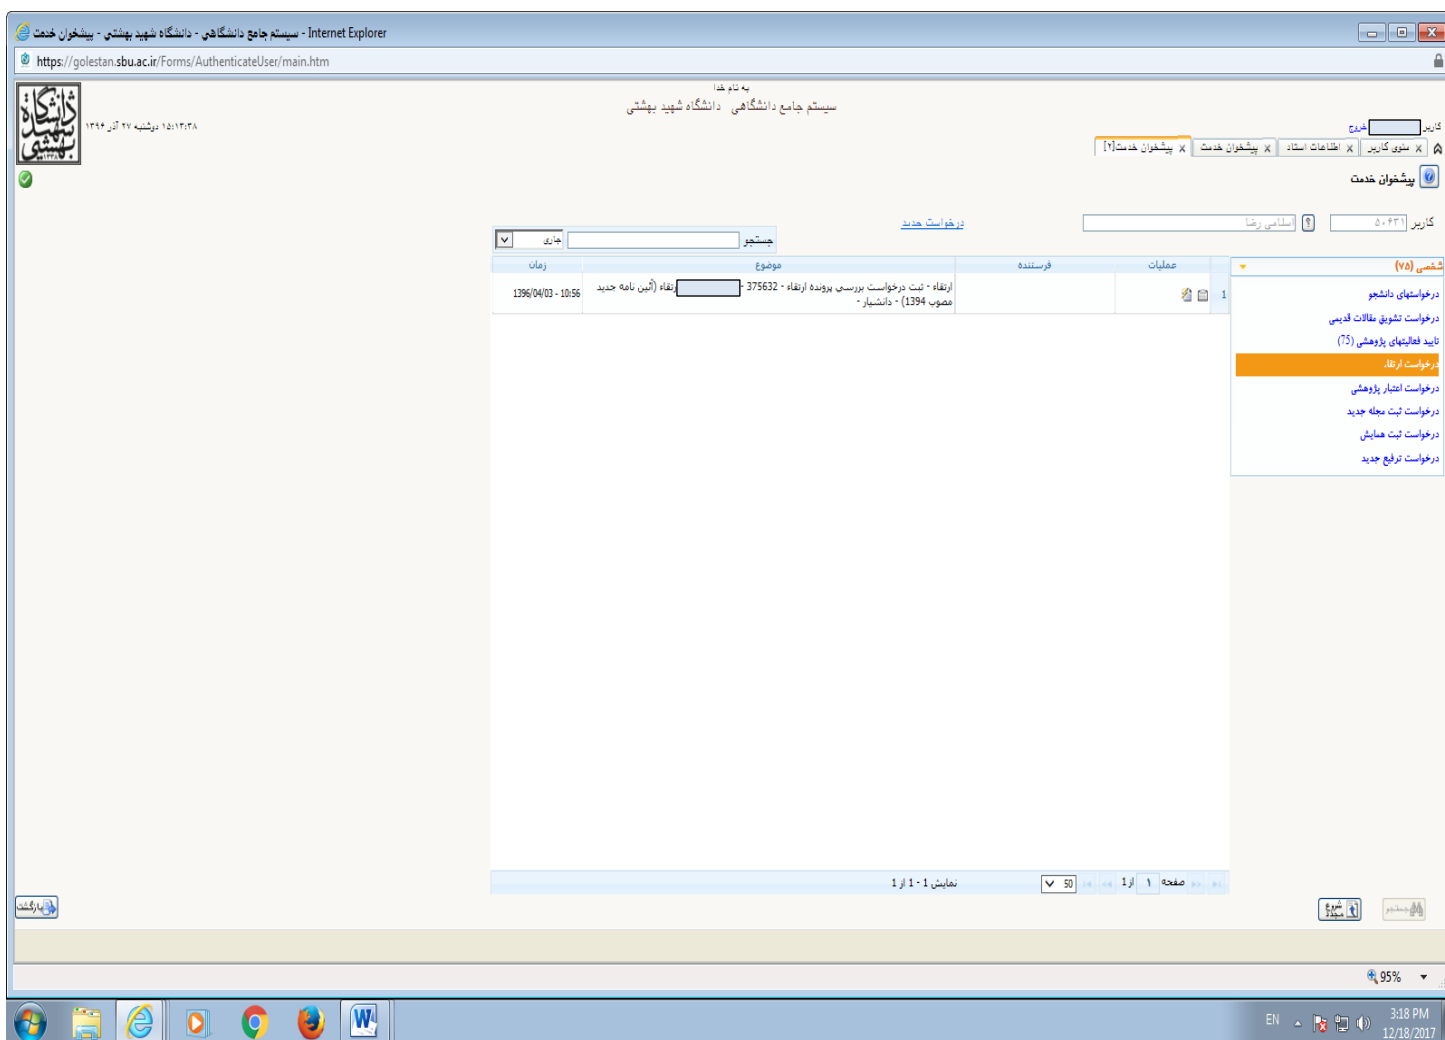 سیستم جامع دانشگاهی - دانشگاه شهید بهشتی - پیشخوان خدمت - Internet Explorer
https://golestan.sbu.ac.ir/Forms/AuthenticateUser/main.htm
به نام خدا
سیستم جامع دانشگاهی دانشگاه شهید بهشتی
دانشگاه شهید بهشتی
۱۵:۱۳:۳۸ دوشنبه ۲۷ آذر ۱۳۹۶
کاربر خروج
منوی کاربر x اطلاعات استاد x پیشخوان خدمت x پیشخوان خدمت[۲] x
پیشخوان خدمت
کاربر ۵۰۶۳۱ اسلامی رضا
درخواست جدید
جستجو جاری
عملیات فرستنده موضوع زمان
1 ارتقاء - ثبت درخواست بررسی پرونده ارتقاء - 375632 - رتقاء (آئین نامه جدید 1396/04/03 - 10:56
مصوب 1394) - دانشیار -
شخصی (۷۵)
درخواستهای دانشجو
درخواست تشویق مقالات قدیمی
تایید فعالیتهای پژوهشی (75)
درخواست ارتقاء
درخواست اعتبار پژوهشی
درخواست ثبت مجله جدید
درخواست ثبت همایش
درخواست ترفیع جدید
صفحه ۱ از 1 50 نمایش 1 - 1 از 1
جستجو شروع مجدد بازگشت
95%
EN 3:18 PM
12/18/2017